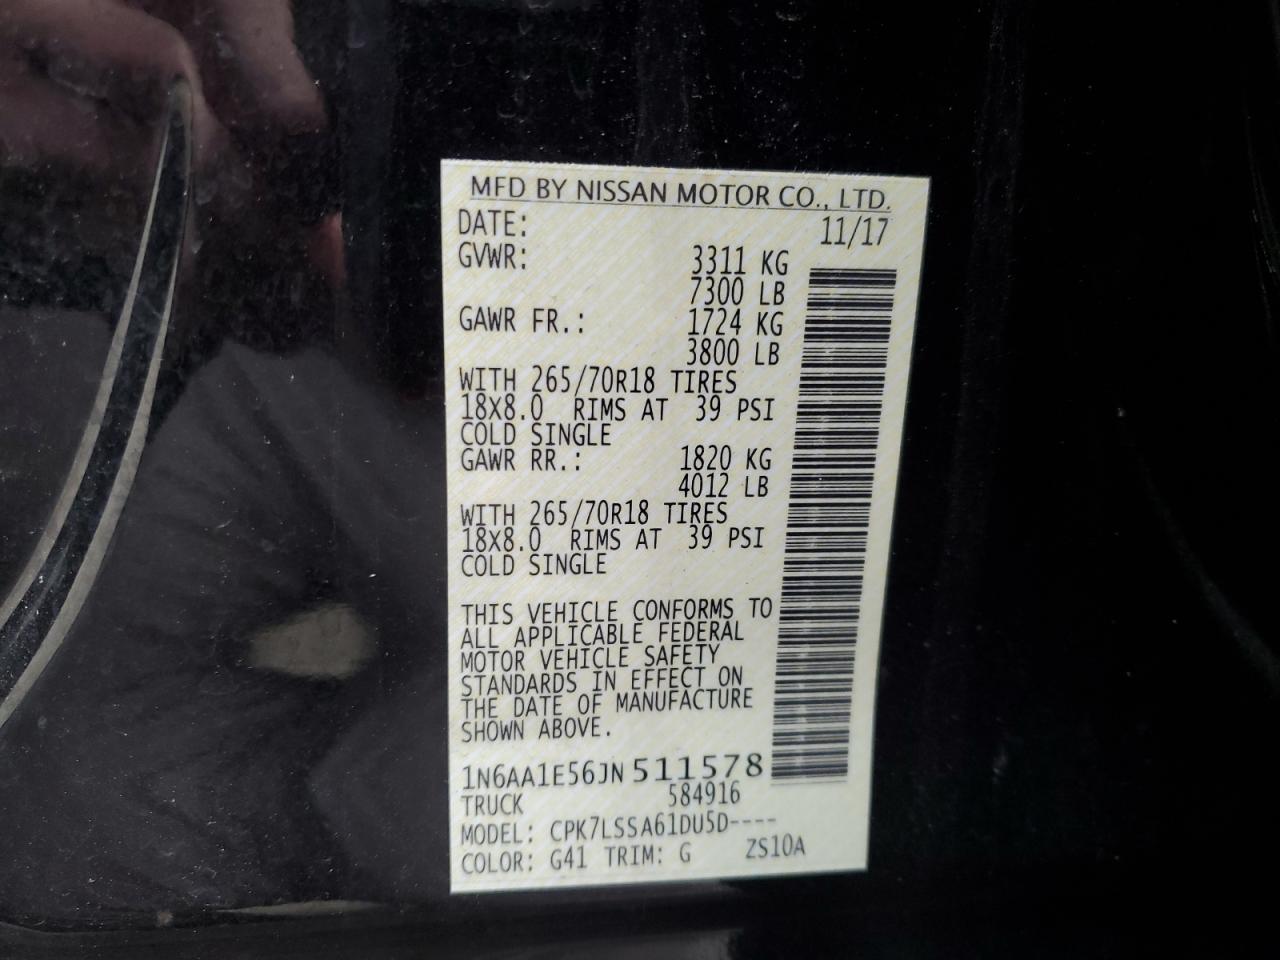 MFD BY NISSAN MOTOR CO., LTD.
DATE: 11/17
GVWR: 3311 KG
7300 LB
GAWR FR.: 1724 KG
3800 LB
WITH 265/70R18 TIRES
18X8.0 RIMS AT 39 PSI
COLD SINGLE
GAWR RR.: 1820 KG
4012 LB
WITH 265/70R18 TIRES
18X8.0 RIMS AT 39 PSI
COLD SINGLE
THIS VEHICLE CONFORMS TO
ALL APPLICABLE FEDERAL
MOTOR VEHICLE SAFETY
STANDARDS IN EFFECT ON
THE DATE OF MANUFACTURE
SHOWN ABOVE.
1N6AA1E56JN511578
TRUCK 584916
MODEL: CPK7LSSA61DU5D----
COLOR: G41 TRIM: G ZS10A